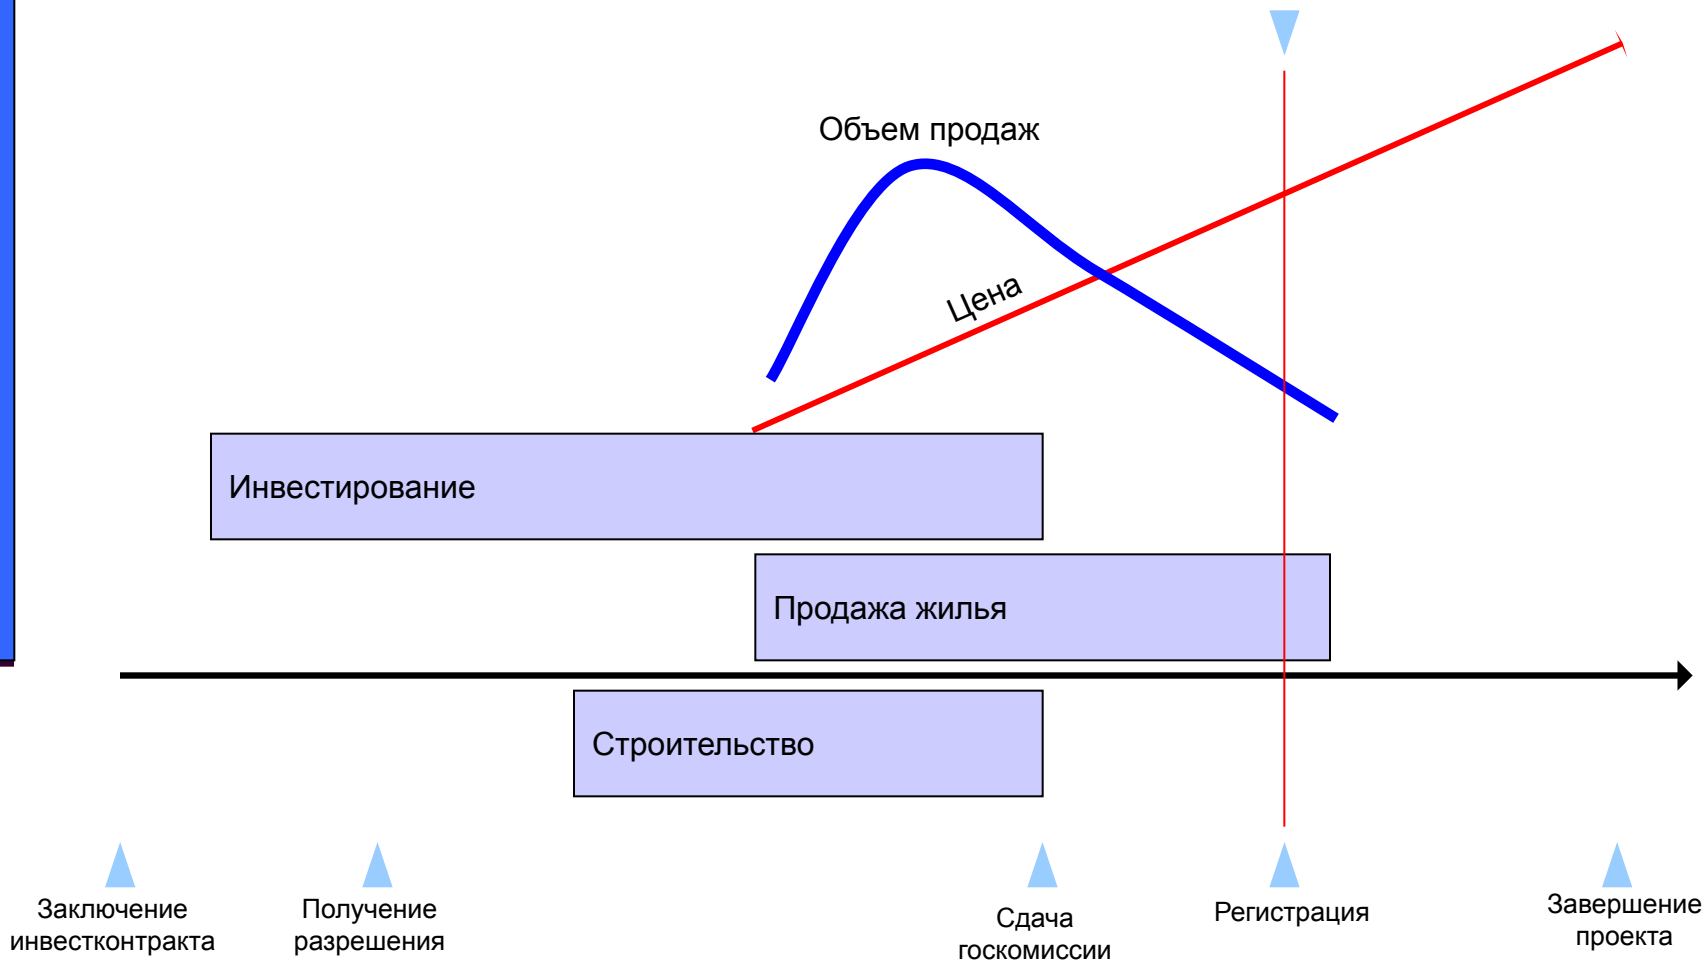 Объем продаж
Цена
Инвестирование
Продажа жилья
Строительство
Заключение
инвестконтракта
Получение
разрешения
Сдача
госкомиссии
Регистрация
Завершение
проекта